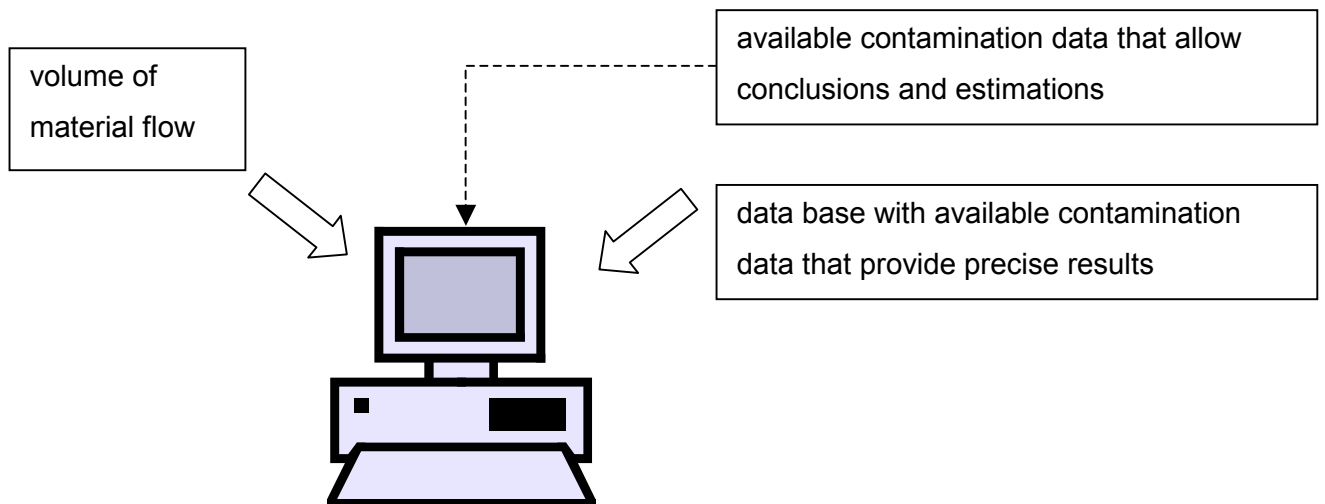 volume of
material flow
available contamination data that allow
conclusions and estimations
data base with available contamination
data that provide precise results